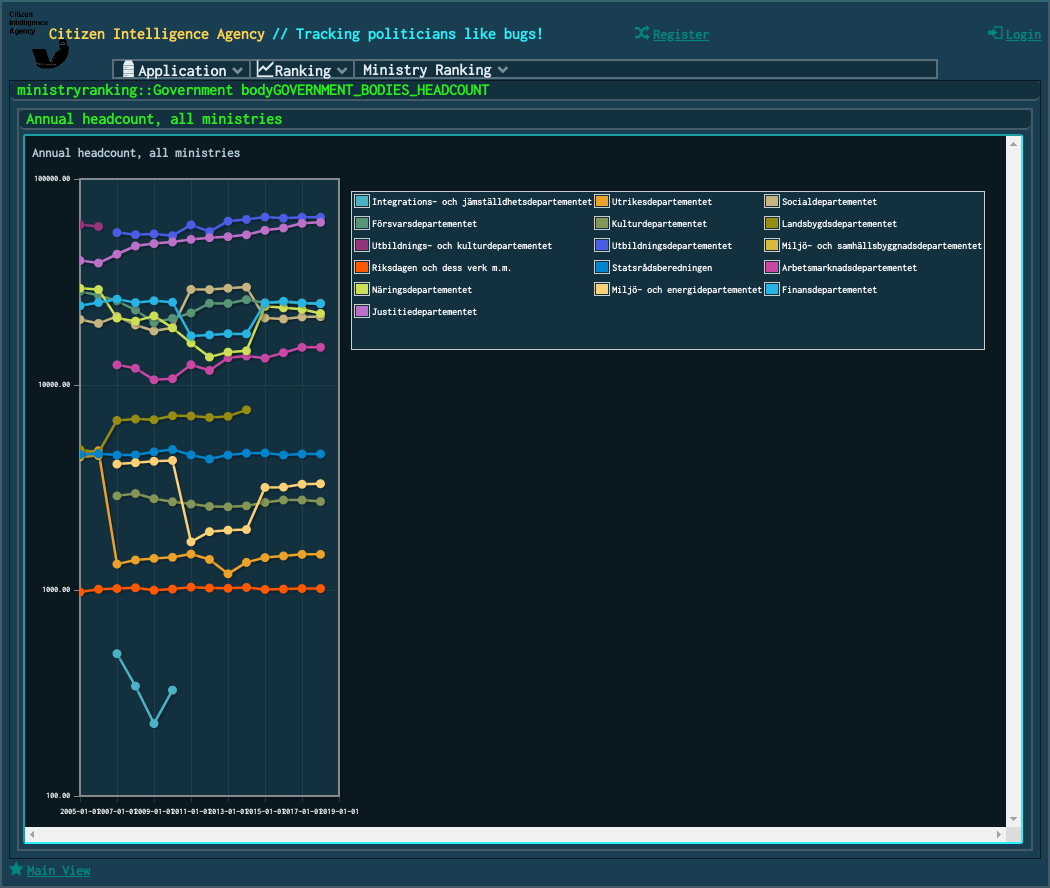 Citizen
Intelligence
Agency
Citizen Intelligence Agency // Tracking politicians like bugs!
Register
Login
Application
Ranking
Ministry Ranking
ministryranking::Government bodyGOVERNMENT_BODIES_HEADCOUNT
Annual headcount, all ministries
Annual headcount, all ministries
100000.00
10000.00
1000.00
100.00
2005-01-01
2007-01-01
2009-01-01
2011-01-01
2013-01-01
2015-01-01
2017-01-01
2019-01-01
Integrations- och jämställdhetsdepartementet
Utrikesdepartementet
Socialdepartementet
Försvarsdepartementet
Kulturdepartementet
Landsbygdsdepartementet
Utbildnings- och kulturdepartementet
Utbildningsdepartementet
Miljö- och samhällsbyggnadsdepartementet
Riksdagen och dess verk m.m.
Statsrådsberedningen
Arbetsmarknadsdepartementet
Näringsdepartementet
Miljö- och energidepartementet
Finansdepartementet
Justitiedepartementet
Main View